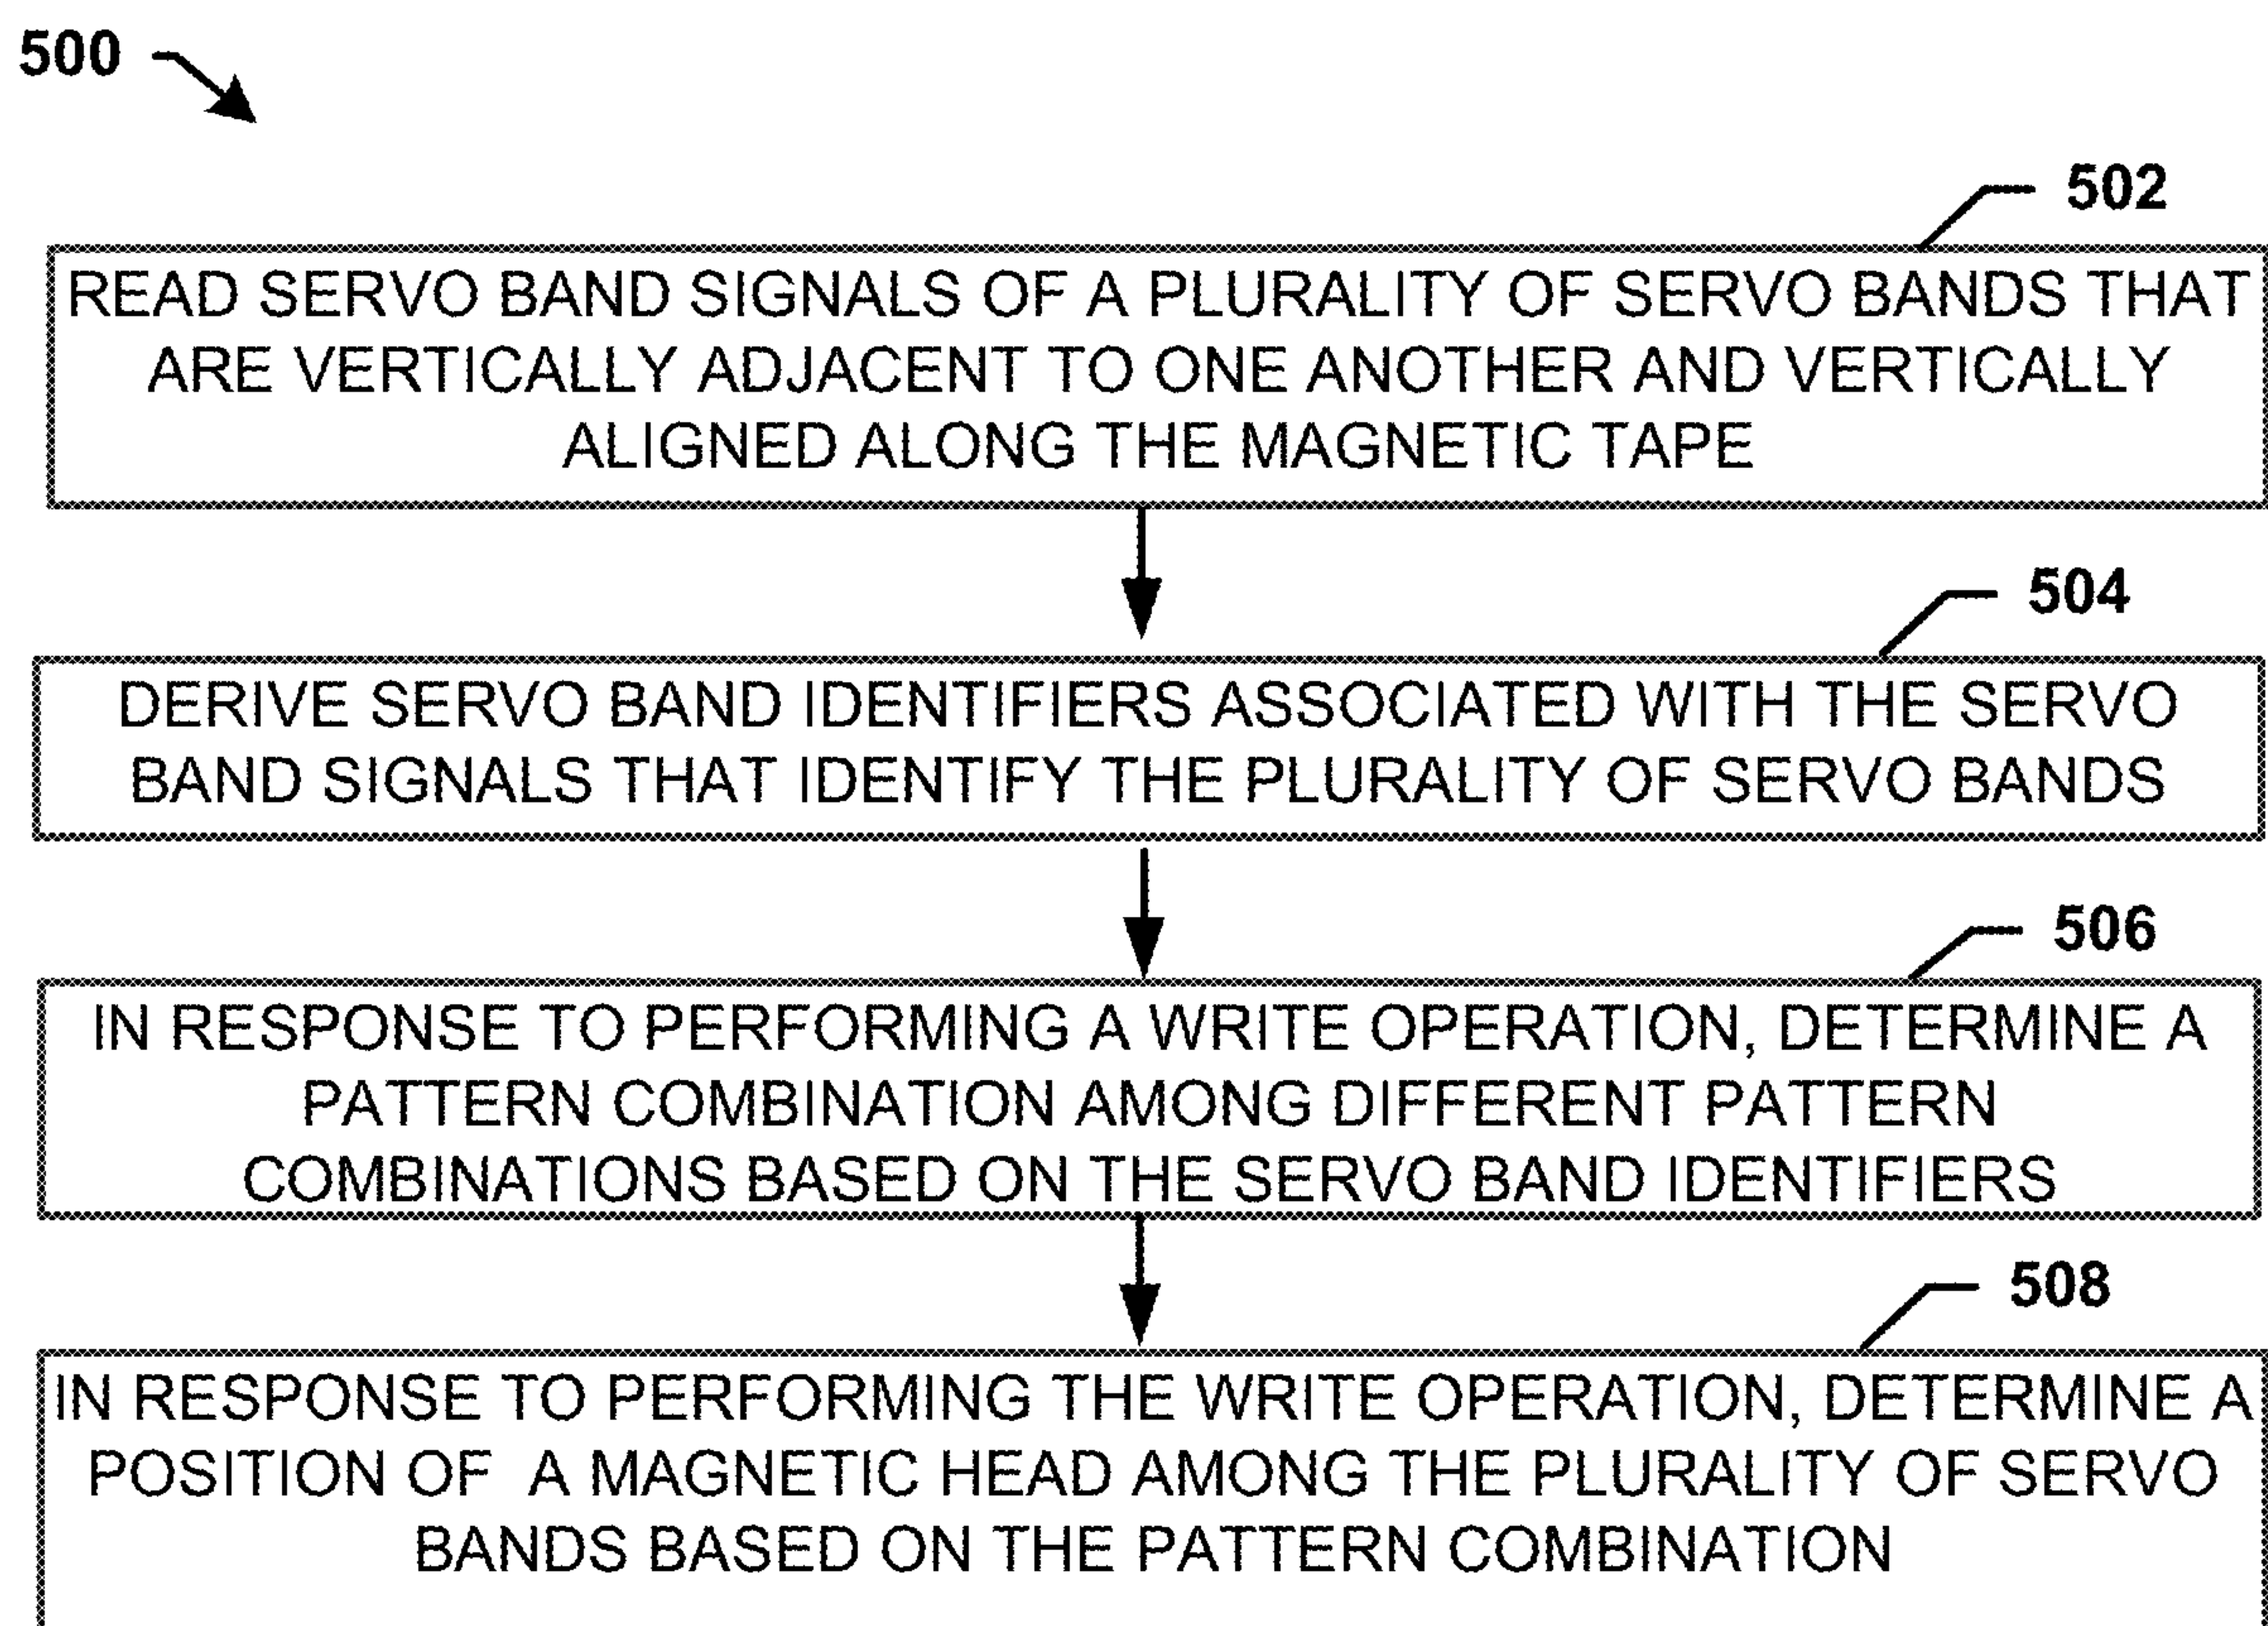 500
502
READ SERVO BAND SIGNALS OF A PLURALITY OF SERVO BANDS THAT
ARE VERTICALLY ADJACENT TO ONE ANOTHER AND VERTICALLY
ALIGNED ALONG THE MAGNETIC TAPE
504
DERIVE SERVO BAND IDENTIFIERS ASSOCIATED WITH THE SERVO
BAND SIGNALS THAT IDENTIFY THE PLURALITY OF SERVO BANDS
506
IN RESPONSE TO PERFORMING A WRITE OPERATION, DETERMINE A
PATTERN COMBINATION AMONG DIFFERENT PATTERN
COMBINATIONS BASED ON THE SERVO BAND IDENTIFIERS
508
IN RESPONSE TO PERFORMING THE WRITE OPERATION, DETERMINE A
POSITION OF A MAGNETIC HEAD AMONG THE PLURALITY OF SERVO
BANDS BASED ON THE PATTERN COMBINATION